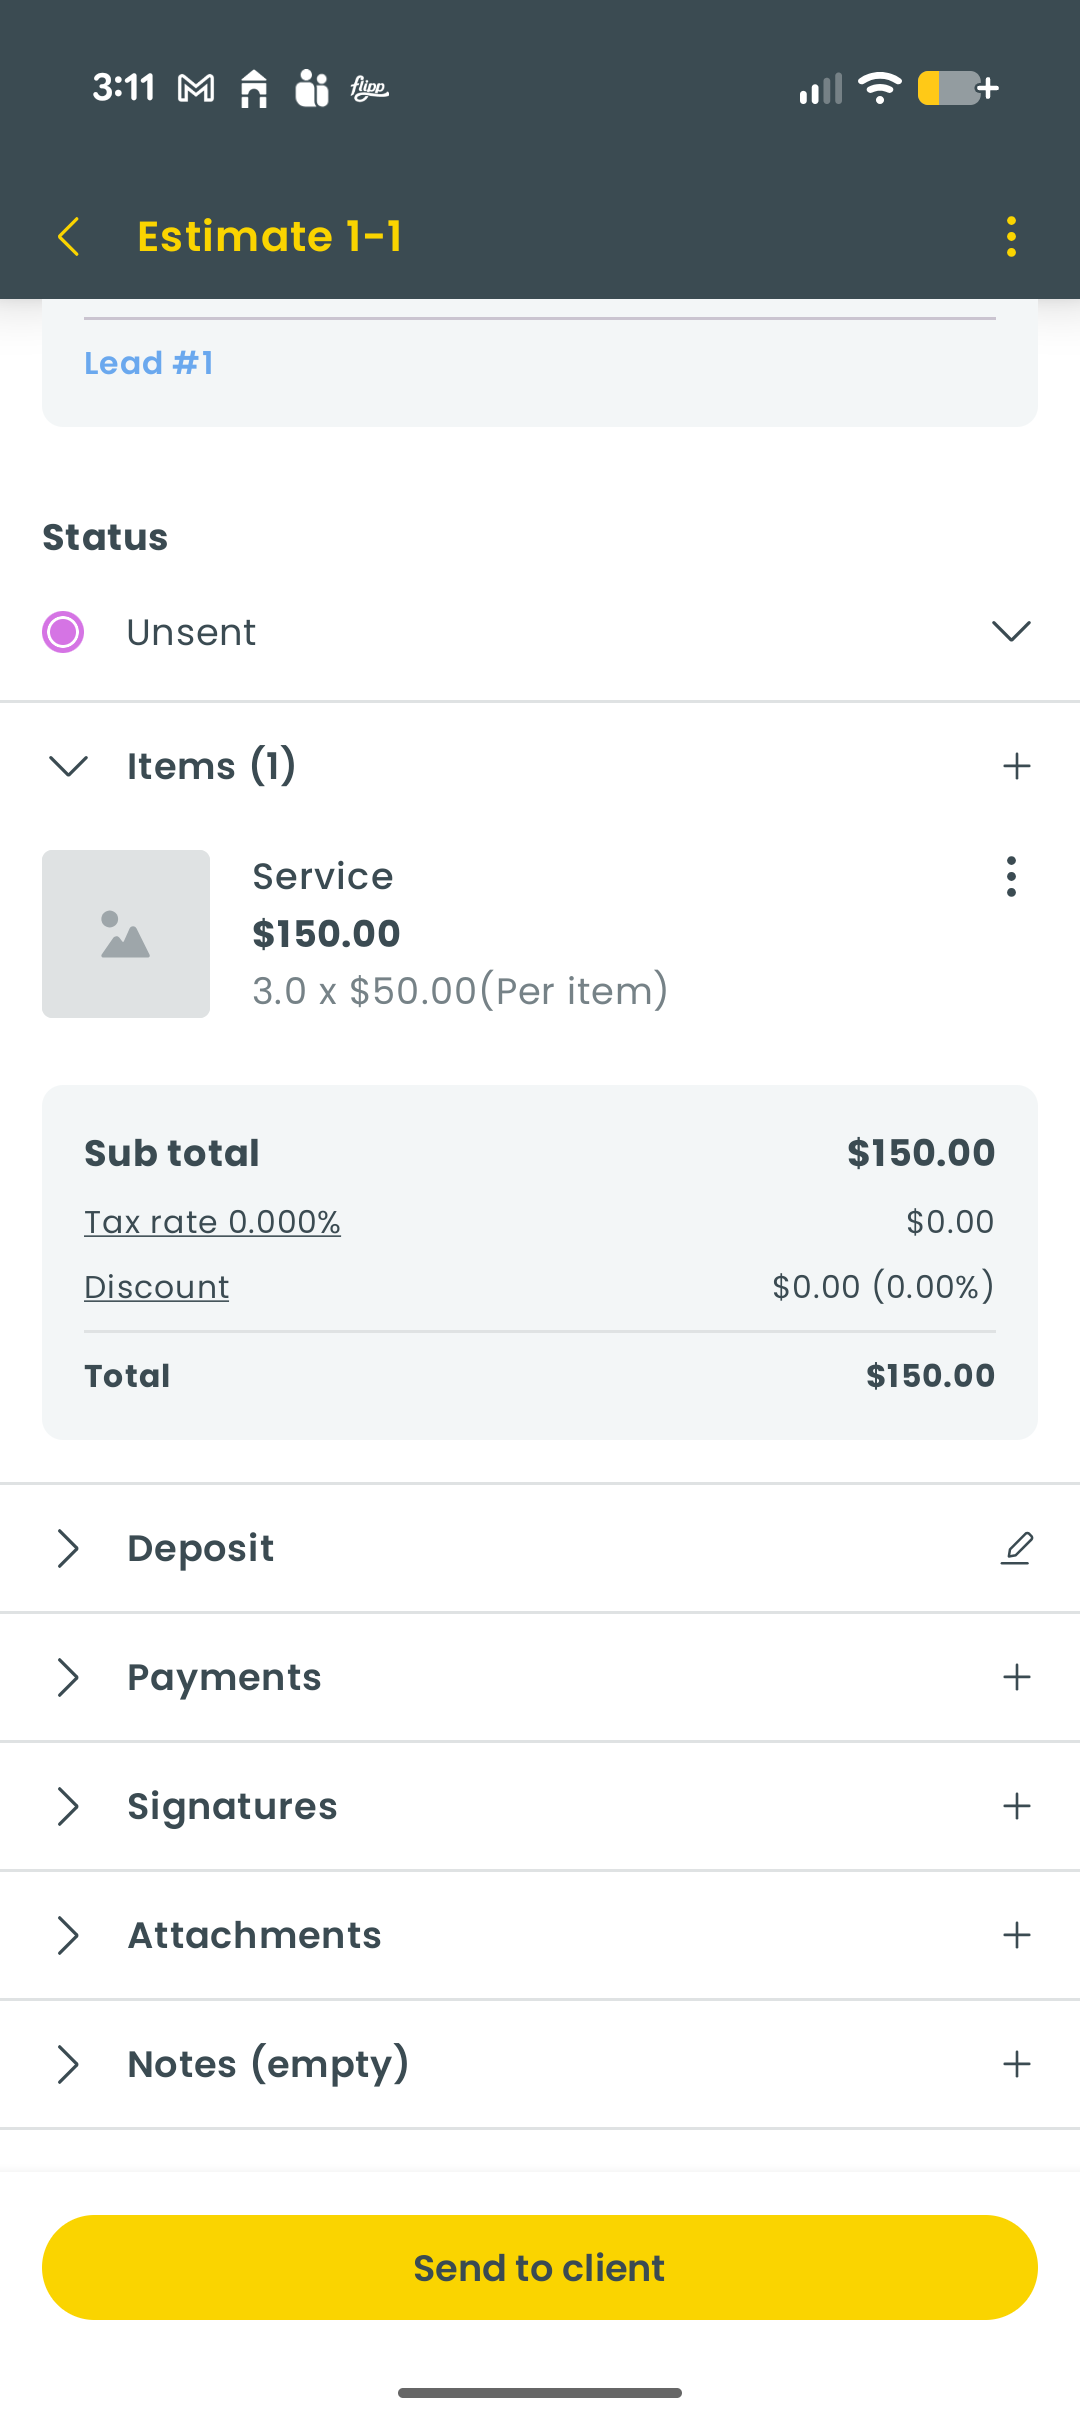 3:11 flipp
Estimate 1-1
Lead #1
Status
Unsent
Items (1)
Service
$150.00
3.0 x $50.00(Per item)
Sub total $150.00
Tax rate 0.000% $0.00
Discount $0.00 (0.00%)
Total $150.00
Deposit
Payments
Signatures
Attachments
Notes (empty)
Send to client